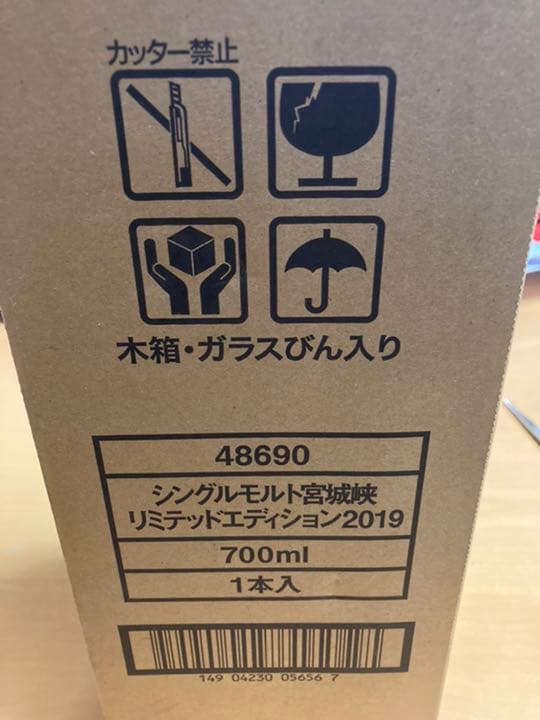 カッター禁止
木箱・ガラスびん入り
48690
シングルモルト宮城峡
リミテッドエディション2019
700ml
1本入
149 04230 05656 7